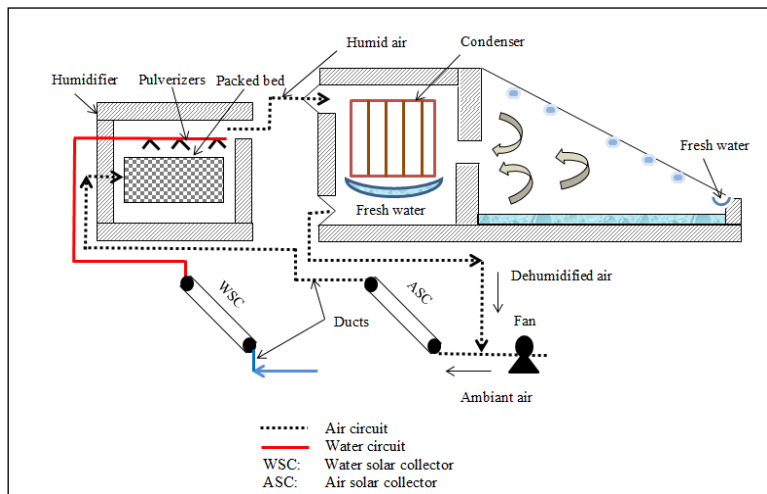 Humid air
Condenser
Humidifier
Pulverizers
Packed bed
Fresh water
Fresh water
WSC
ASC
Dehumidified air
Ducts
Fan
Ambiant air
Air circuit
Water circuit
WSC: Water solar collector
ASC: Air solar collector